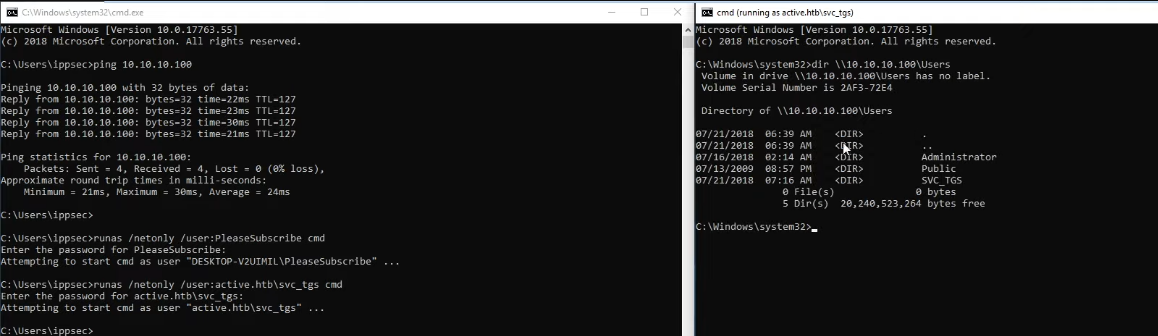 C:\Windows\system32\cmd.exe
Microsoft Windows [Version 10.0.17763.55]
(c) 2018 Microsoft Corporation. All rights reserved.
C:\Users\ippsec>ping 10.10.10.100
Pinging 10.10.10.100 with 32 bytes of data:
Reply from 10.10.10.100: bytes=32 time=22ms TTL=127
Reply from 10.10.10.100: bytes=32 time=23ms TTL=127
Reply from 10.10.10.100: bytes=32 time=30ms TTL=127
Reply from 10.10.10.100: bytes=32 time=21ms TTL=127
Ping statistics for 10.10.10.100:
    Packets: Sent = 4, Received = 4, Lost = 0 (0% loss),
Approximate round trip times in milli-seconds:
    Minimum = 21ms, Maximum = 30ms, Average = 24ms
C:\Users\ippsec>
C:\Users\ippsec>runas /netonly /user:PleaseSubscribe cmd
Enter the password for PleaseSubscribe:
Attempting to start cmd as user "DESKTOP-V2UIMIL\PleaseSubscribe" ...
C:\Users\ippsec>runas /netonly /user:active.htb\svc_tgs cmd
Enter the password for active.htb\svc_tgs:
Attempting to start cmd as user "active.htb\svc_tgs" ...
C:\Users\ippsec>
cmd (running as active.htb\svc_tgs)
Microsoft Windows [Version 10.0.17763.55]
(c) 2018 Microsoft Corporation. All rights reserved.
C:\Windows\system32>dir \\10.10.10.100\Users
 Volume in drive \\10.10.10.100\Users has no label.
 Volume Serial Number is 2AF3-72E4
 Directory of \\10.10.10.100\Users
07/21/2018  06:39 AM    <DIR>          .
07/21/2018  06:39 AM    <DIR>          ..
07/16/2018  02:14 AM    <DIR>          Administrator
07/13/2009  08:57 PM    <DIR>          Public
07/21/2018  07:16 AM    <DIR>          SVC_TGS
               0 File(s)              0 bytes
               5 Dir(s)  20,240,523,264 bytes free
C:\Windows\system32>_